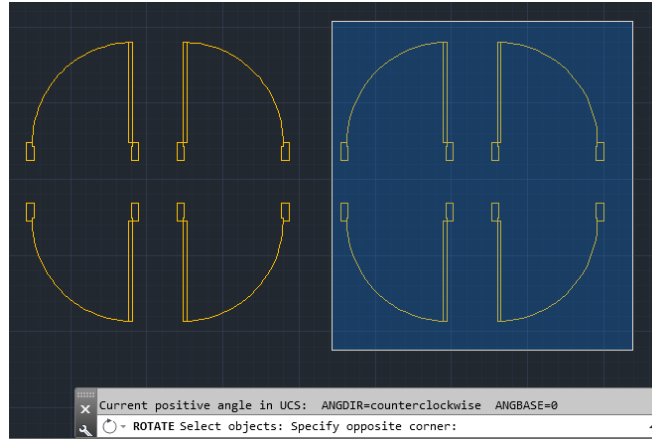 Current positive angle in UCS:  ANGDIR=counterclockwise  ANGBASE=0
ROTATE Select objects: Specify opposite corner: